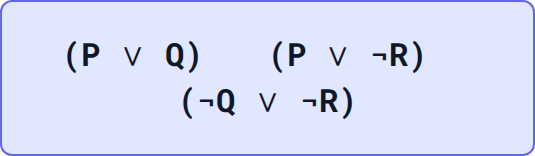 (P ∨ Q)   (P ∨ ¬R)
(¬Q ∨ ¬R)